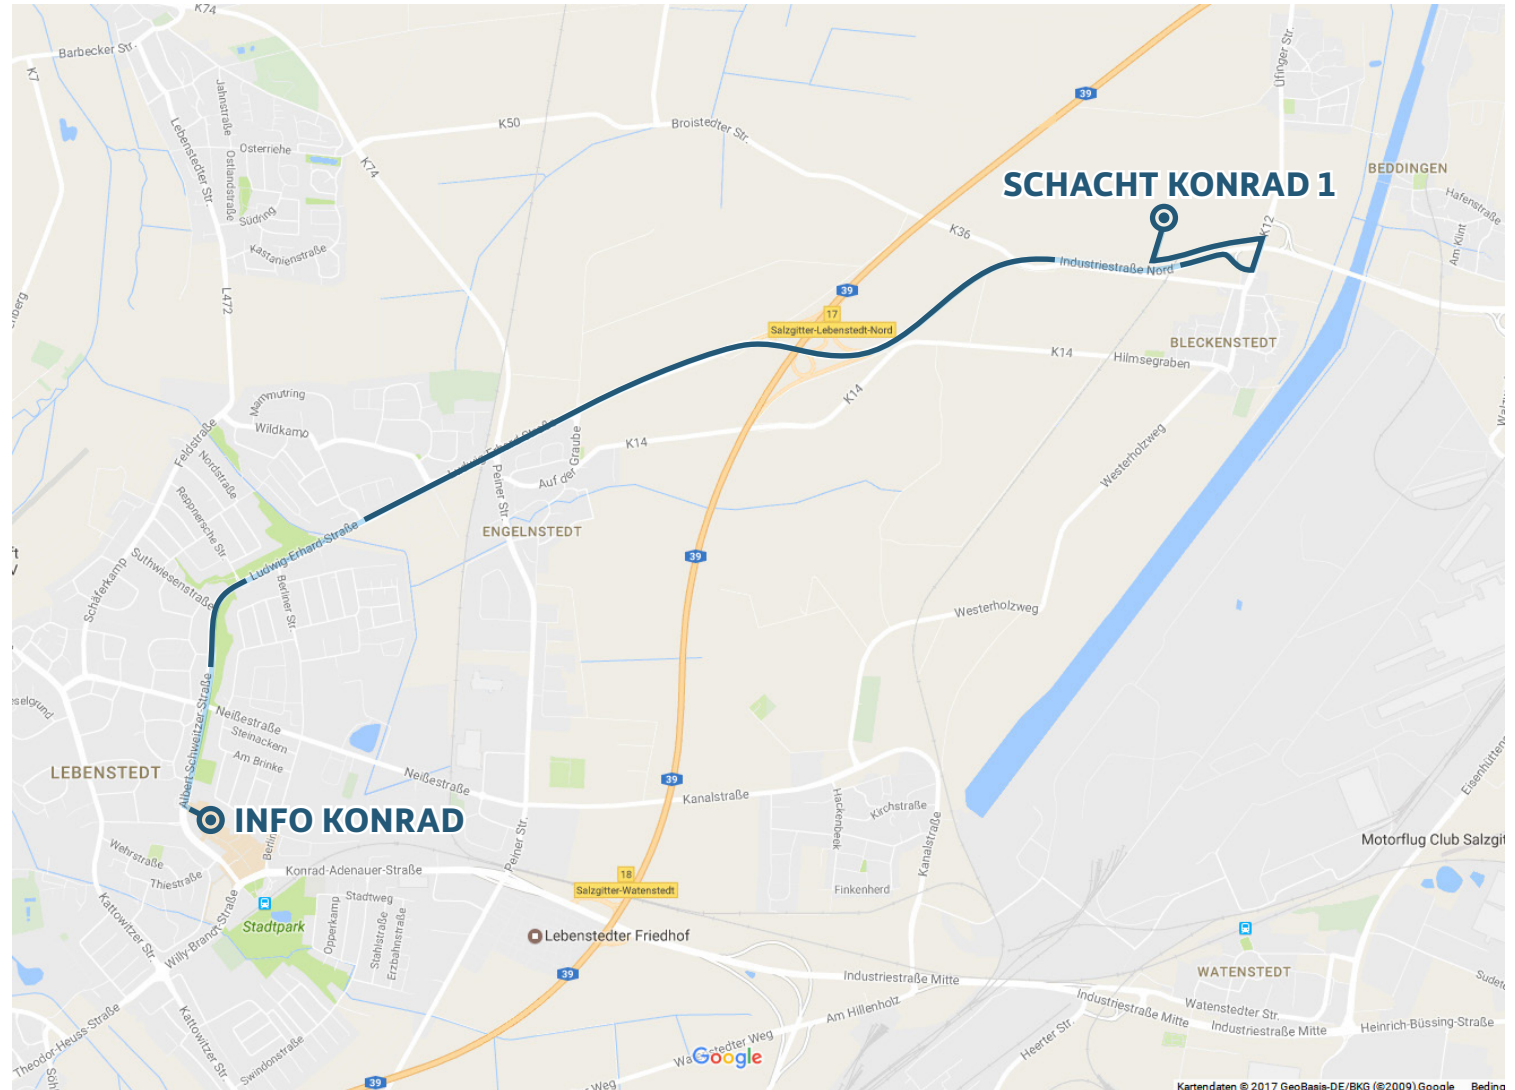 K74
Barbecker Str.
K7
Jahnstraße
Lebenstedter Str.
Ostlandstraße
Osterriehe
Südring
Kastanienstraße
K74
K50
Broistedter Str.
39
Üfinger Str.
BEDDINGEN
Hafenstraße
Am Klint
SCHACHT KONRAD 1
K12
K36
Industriestraße Nord
39
17
Salzgitter-Lebenstedt-Nord
L472
BLECKENSTEDT
K14
Hilmsegraben
K14
K14
Mammutring
Wildkamp
Feldstraße
Nordstraße
Reppnersche Str.
Ludwig-Erhard-Straße
Peiner Str.
Auf der Graube
Westerholzweg
ENGELNSTEDT
Ludwig-Erhard-Straße
Suthwiesenstraße
Schäferkamp
Berliner Str.
39
Westerholzweg
Albert-Schweitzer Straße
Neißestraße
Steinackern
Am Brinke
LEBENSTEDT
Neißestraße
39
Kanalstraße
Hackenbeek
Kirchstraße
Kanalstraße
INFO KONRAD
Peiner Str.
Motorflug Club Salzgit
Wehrstraße
Thiestraße
Konrad-Adenauer-Straße
18
Salzgitter-Watenstedt
Finkenherd
Kattowitzer Str.
Willy-Brandt-Straße
Stadtweg
Stadtpark
Opperkamp
Stahlstraße
Erzbahnstraße
Lebenstedter Friedhof
39
Industriestraße Mitte
WATENSTEDT
Watenstedter Str.
Industriestraße Mitte
Industriestraße Mitte
Heinrich-Büssing-Straße
Am Hillenholz
Heerter Str.
Theodor-Heuss-Straße
Kattowitzer Str.
Swindonstraße
Google
39
Kartendaten © 2017 GeoBasis-DE/BKG (©2009) Google Beding